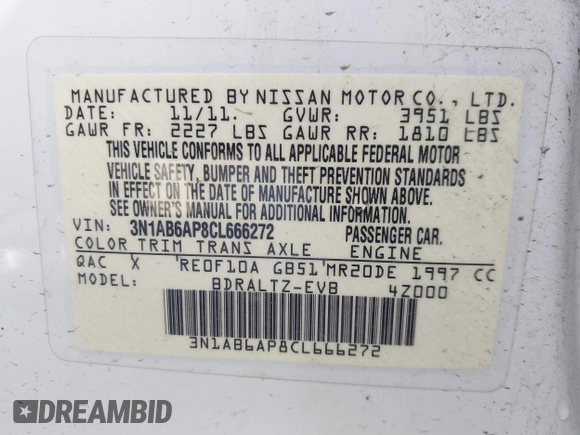 MANUFACTURED BY NISSAN MOTOR CO., LTD.
DATE: 11/11. GVWR: 3951 LBS
GAWR FR: 2227 LBS GAWR RR: 1810 LBS
THIS VEHICLE CONFORMS TO ALL APPLICABLE FEDERAL MOTOR
VEHICLE SAFETY, BUMPER AND THEFT PREVENTION STANDARDS
IN EFFECT ON THE DATE OF MANUFACTURE SHOWN ABOVE.
SEE OWNER'S MANUAL FOR ADDITIONAL INFORMATION.
VIN: 3N1AB6AP8CL666272 PASSENGER CAR.
COLOR TRIM TRANS AXLE ENGINE
QAC X 'RE0F10A GB51'MR20DE 1997 CC
MODEL: BDRALTZ-EVB 4Z000
3N1AB6AP8CL666272
DREAMBID